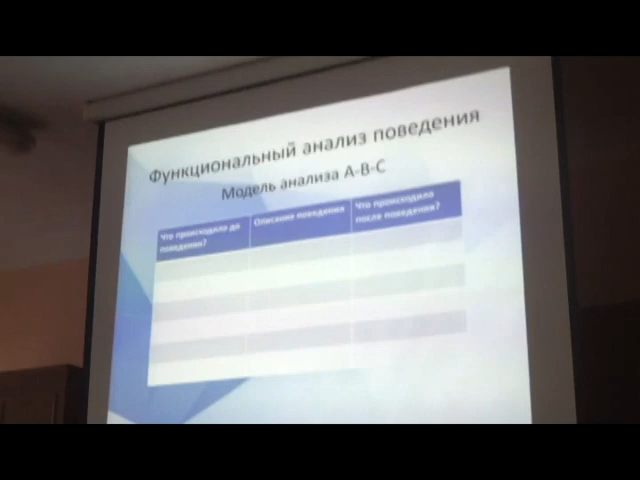 Функциональный анализ поведения
Модель анализа А-В-С
Что происходило до
поведения?
Описание поведения
Что происходило
после поведения?